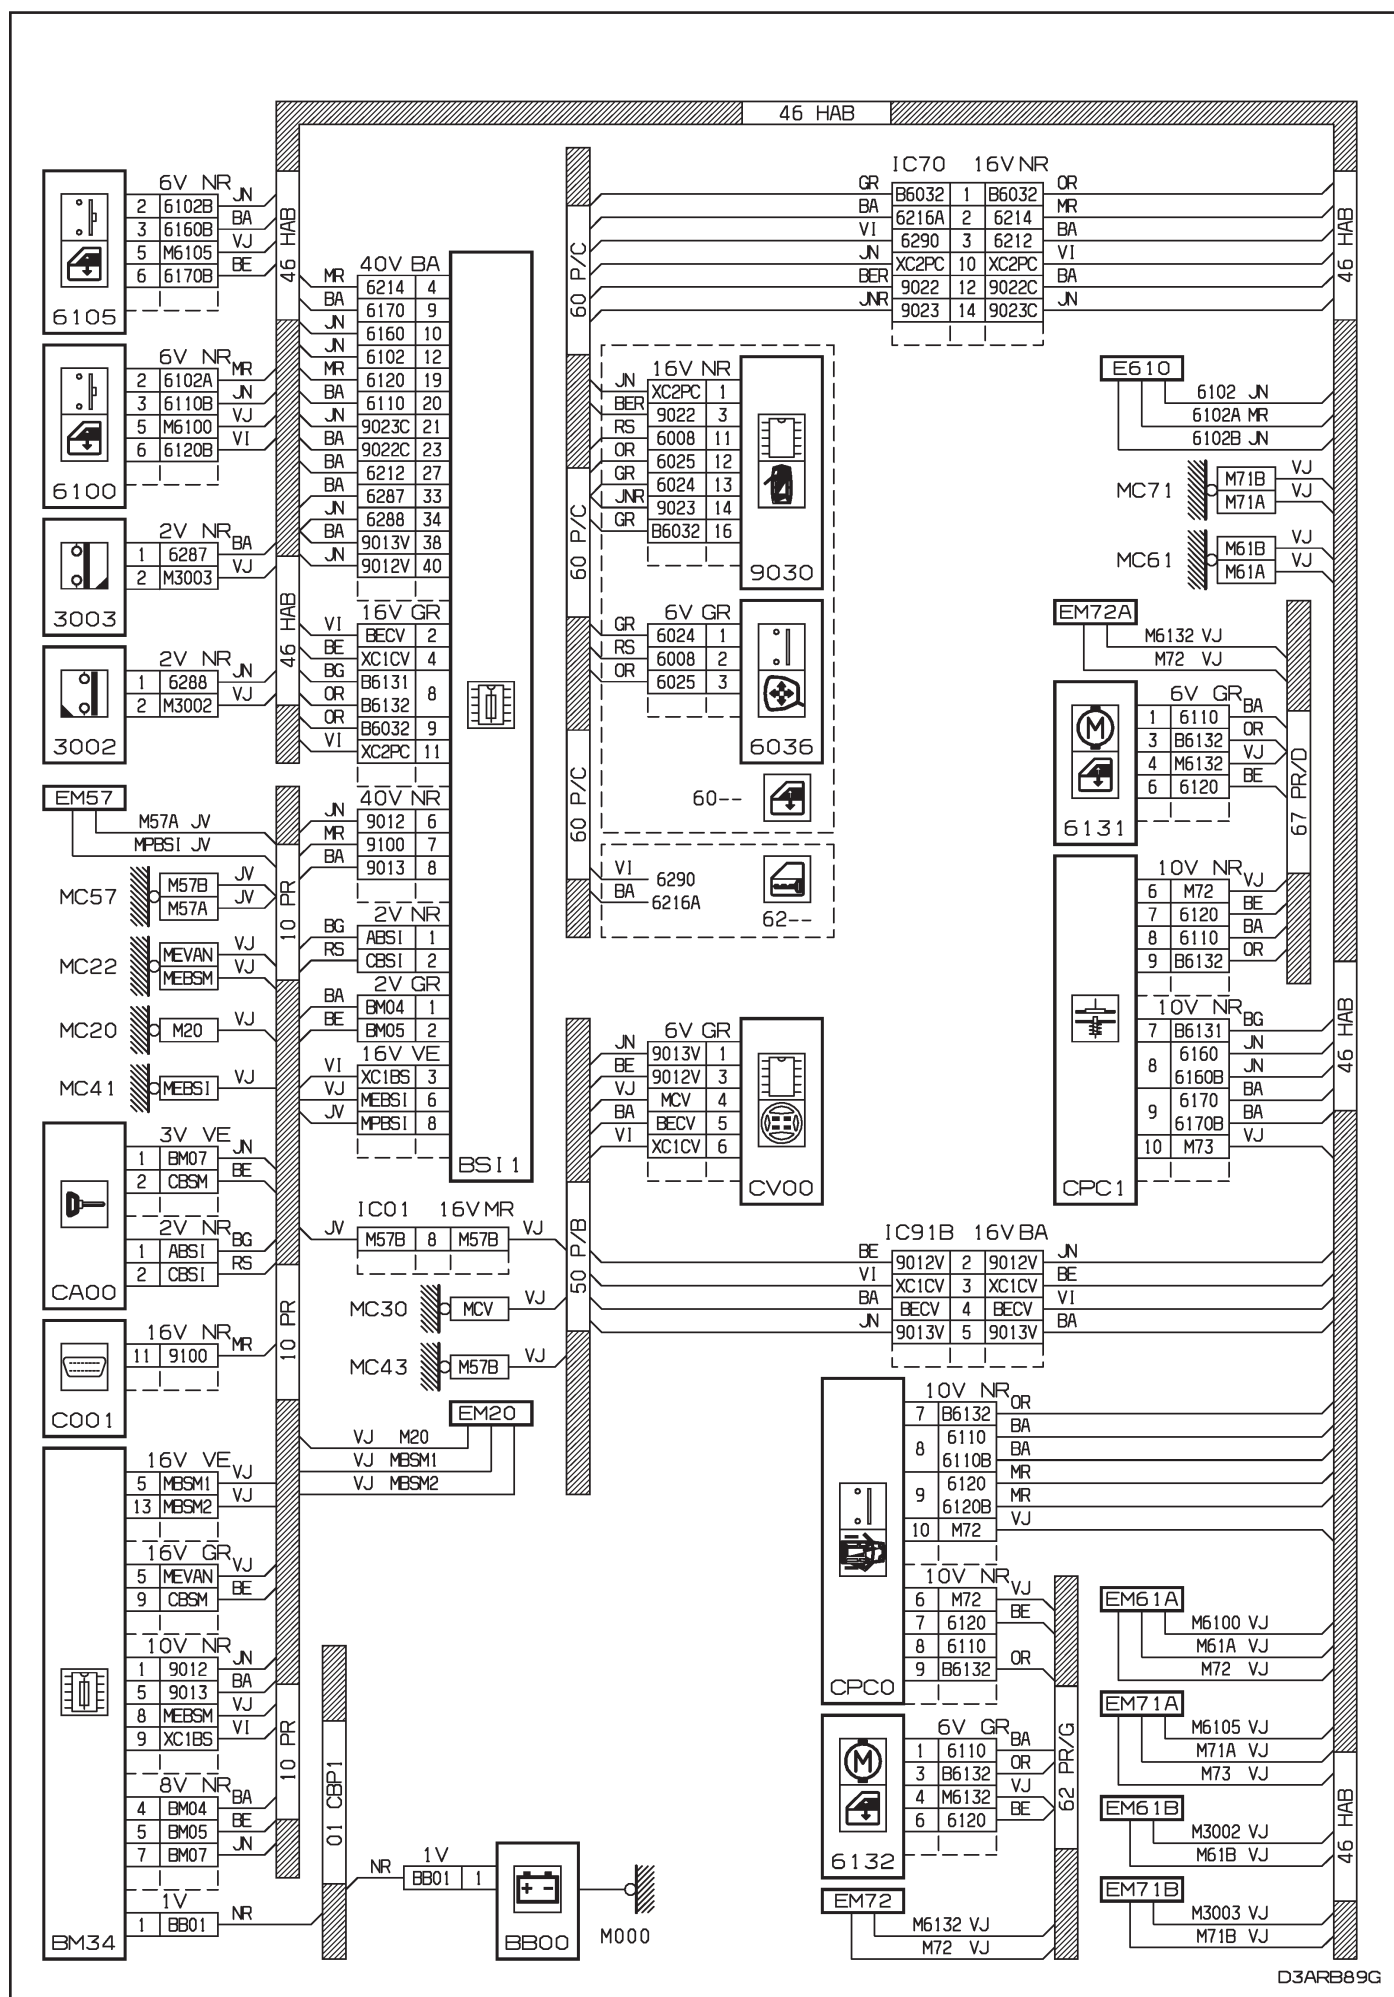 46 HAB
6V NR
2 6102B JN
3 6160B BA
5 M6105 VJ
6 6170B BE
6105
46 HAB
6V NR
2 6102A MR
3 6110B JN
5 M6100 VJ
6 6120B VI
6100
2V NR
1 6287 BA
2 M3003 VJ
3003
46 HAB
2V NR
1 6288 JN
2 M3002 VJ
3002
EM57
M57A JV
MPBSI JV
MC57
M57B JV
M57A JV
10 PR
MC22
MEVAN VJ
MEBSM VJ
MC20
M20 VJ
MC41
MEBSI VJ
3V VE
1 BM07 JN
2 CBSM BE
2V NR
1 ABSI BG
2 CBSI RS
CA00
10 PR
16V NR
11 9100 MR
C001
16V VE
5 MBSM1 VJ
13 MBSM2 VJ
16V GR
5 MEVAN VJ
9 CBSM BE
10V NR
1 9012 JN
5 9013 BA
8 MEBSM VJ
9 XC1BS VI
10 PR
8V NR
4 BM04 BA
5 BM05 BE
7 BM07 JN
1V
1 BB01 NR
BM34
40V BA
MR 6214 4
BA 6170 9
JN 6160 10
JN 6102 12
MR 6120 19
BA 6110 20
JN 9023C 21
BA 9022C 23
BA 6212 27
BA 6287 33
JN 6288 34
BA 9013V 38
JN 9012V 40
16V GR
VI BECV 2
BE XC1CV 4
BG B6131
8
OR B6132
OR B6032 9
VI XC2PC 11
40V NR
JN 9012 6
MR 9100 7
BA 9013 8
2V NR
BG ABSI 1
RS CBSI 2
2V GR
BA BM04 1
BE BM05 2
16V VE
VI XC1BS 3
VJ MEBSI 6
JV MPBSI 8
BSI1
IC01 16V MR
JV M57B 8 M57B VJ
MC30
MCV VJ
MC43
M57B VJ
EM20
VJ M20
VJ MBSM1
VJ MBSM2
01 CBP1
1V
NR BB01 1
BB00
M000
60 P/C
IC70 16V NR
GR B6032 1 B6032 OR
BA 6216A 2 6214 MR
VI 6290 3 6212 BA
JN XC2PC 10 XC2PC VI
BER 9022 12 9022C BA
JNR 9023 14 9023C JN
46 HAB
60 P/C
16V NR
JN XC2PC 1
BER 9022 3
RS 6008 11
OR 6025 12
GR 6024 13
JNR 9023 14
GR B6032 16
9030
6V GR
GR 6024 1
RS 6008 2
OR 6025 3
6036
60--
60 P/C
VI 6290
BA 6216A
62--
6V GR
JN 9013V 1
BE 9012V 3
VJ MCV 4
BA BECV 5
VI XC1CV 6
CV00
50 P/B
IC91B 16V BA
BE 9012V 2 9012V JN
VI XC1CV 3 XC1CV BE
BA BECV 4 BECV VI
JN 9013V 5 9013V BA
E610
6102 JN
6102A MR
6102B JN
MC71
M71B VJ
M71A VJ
MC61
M61B VJ
M61A VJ
EM72A
M6132 VJ
M72 VJ
6V GR
1 6110 BA
3 B6132 OR
4 M6132 VJ
6 6120 BE
6131
67 PR/D
10V NR
6 M72 VJ
7 6120 BE
8 6110 BA
9 B6132 OR
10V NR
7 B6131 BG
6160 JN
8
6160B JN
6170 BA
9
6170B BA
10 M73 VJ
CPC1
46 HAB
10V NR
7 B6132 OR
6110 BA
8
6110B BA
6120 MR
9
6120B MR
10 M72 VJ
10V NR
6 M72 VJ
7 6120 BE
8 6110
9 B6132 OR
CPC0
6V GR
1 6110 BA
3 B6132 OR
4 M6132 VJ
6 6120 BE
6132
62 PR/G
EM72
M6132 VJ
M72 VJ
EM61A
M6100 VJ
M61A VJ
M72 VJ
EM71A
M6105 VJ
M71A VJ
M73 VJ
EM61B
M3002 VJ
M61B VJ
46 HAB
EM71B
M3003 VJ
M71B VJ
D3ARB89G